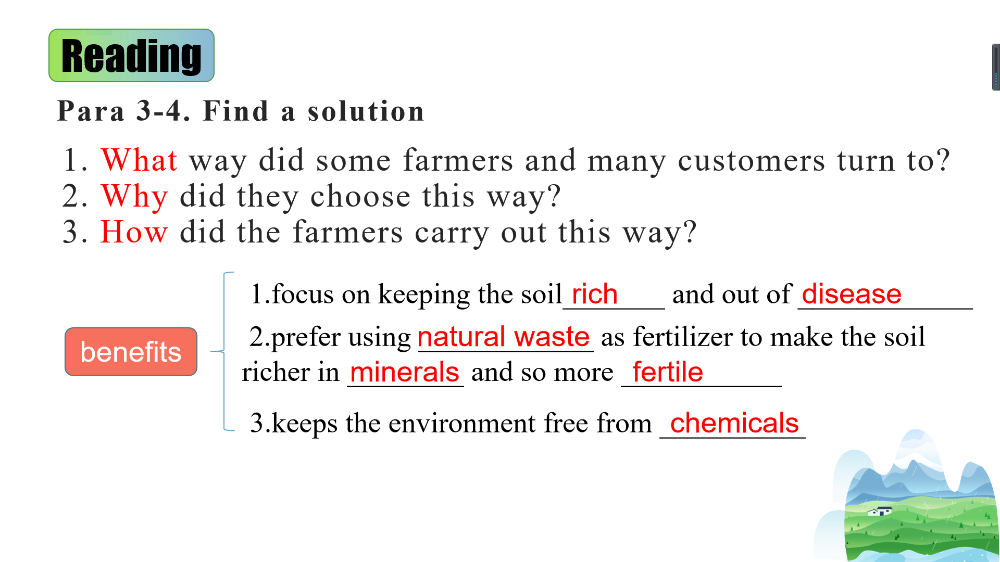 Reading
Para 3-4. Find a solution
1. What way did some farmers and many customers turn to?
2. Why did they choose this way?
3. How did the farmers carry out this way?
benefits
1.focus on keeping the soil rich and out of disease
2.prefer using natural waste as fertilizer to make the soil
richer in minerals and so more fertile
3.keeps the environment free from chemicals